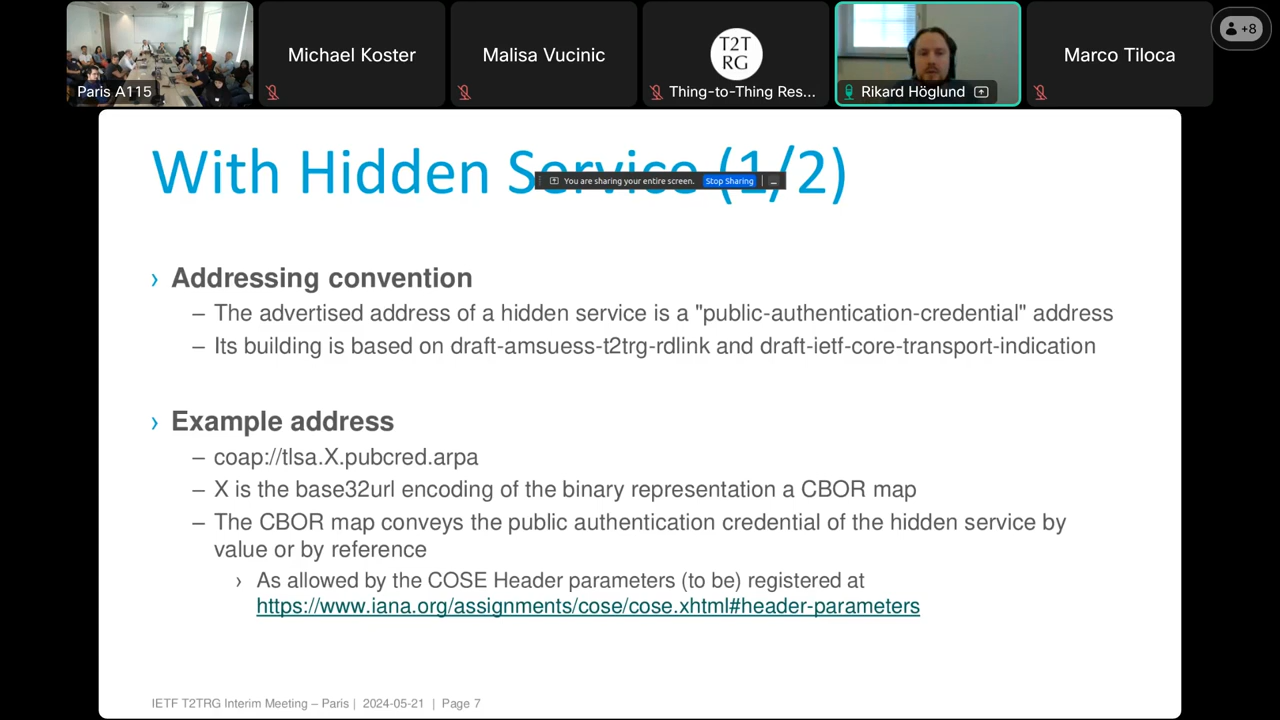 Paris A115
Michael Koster
Malisa Vucinic
T2T
RG
Thing-to-Thing Res...
Rikard Höglund
Marco Tiloca
+8
With Hidden Service (1/2)
You are sharing your entire screen. Stop Sharing
› Addressing convention
– The advertised address of a hidden service is a "public-authentication-credential" address
– Its building is based on draft-amsuess-t2trg-rdlink and draft-ietf-core-transport-indication
› Example address
– coap://tlsa.X.pubcred.arpa
– X is the base32url encoding of the binary representation a CBOR map
– The CBOR map conveys the public authentication credential of the hidden service by
value or by reference
› As allowed by the COSE Header parameters (to be) registered at
https://www.iana.org/assignments/cose/cose.xhtml#header-parameters
IETF T2TRG Interim Meeting – Paris | 2024-05-21 | Page 7